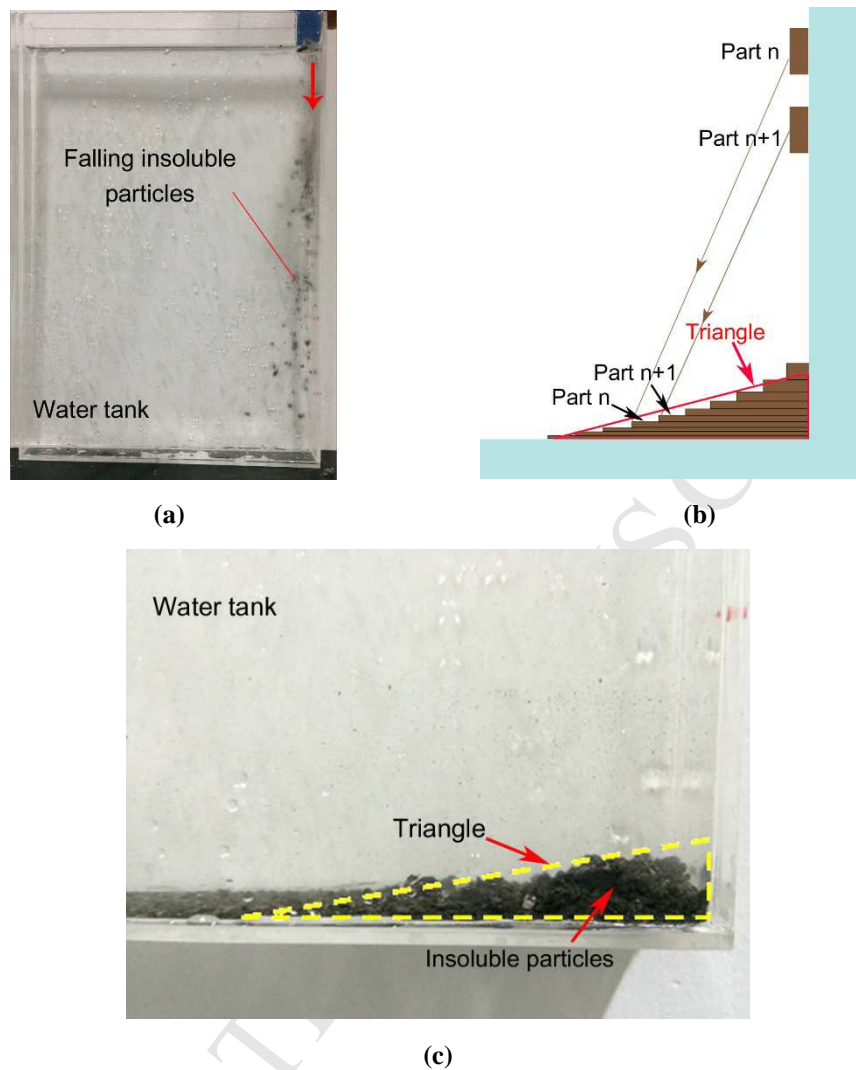 Falling insoluble
particles
Water tank
(a)
Part n
Part n+1
Triangle
Part n+1
Part n
(b)
Water tank
Triangle
Insoluble particles
(c)